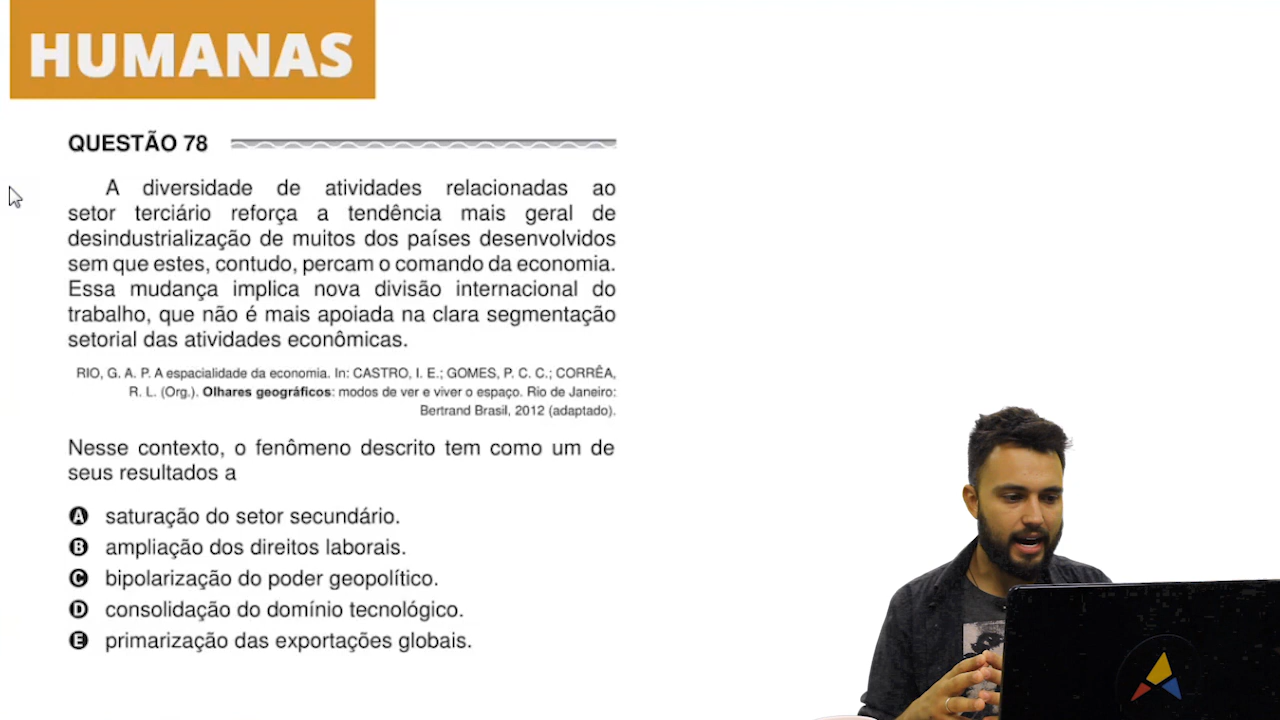 HUMANAS
QUESTÃO 78
A diversidade de atividades relacionadas ao
setor terciário reforça a tendência mais geral de
desindustrialização de muitos dos países desenvolvidos
sem que estes, contudo, percam o comando da economia.
Essa mudança implica nova divisão internacional do
trabalho, que não é mais apoiada na clara segmentação
setorial das atividades econômicas.
RIO, G. A. P. A espacialidade da economia. In: CASTRO, I. E.; GOMES, P. C. C.; CORRÊA,
R. L. (Org.). Olhares geográficos: modos de ver e viver o espaço. Rio de Janeiro:
Bertrand Brasil, 2012 (adaptado).
Nesse contexto, o fenômeno descrito tem como um de
seus resultados a
A saturação do setor secundário.
B ampliação dos direitos laborais.
C bipolarização do poder geopolítico.
D consolidação do domínio tecnológico.
E primarização das exportações globais.